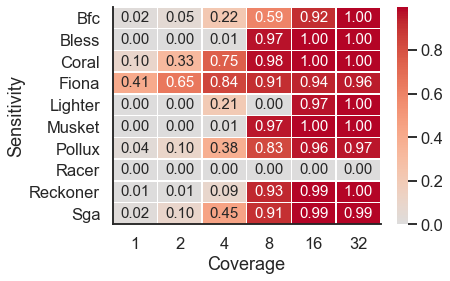 Sensitivity
Bfc 0.02 0.05 0.22 0.59 0.92 1.00
Bless 0.00 0.00 0.01 0.97 1.00 1.00
Coral 0.10 0.33 0.75 0.98 1.00 1.00
Fiona 0.41 0.65 0.84 0.91 0.94 0.96
Lighter 0.00 0.00 0.21 0.00 0.97 1.00
Musket 0.00 0.00 0.01 0.97 1.00 1.00
Pollux 0.04 0.10 0.38 0.83 0.96 0.97
Racer 0.00 0.00 0.00 0.00 0.00 0.00
Reckoner 0.01 0.01 0.09 0.93 0.99 1.00
Sga 0.02 0.10 0.45 0.91 0.99 0.99
1 2 4 8 16 32
Coverage
0.8
0.6
0.4
0.2
0.0